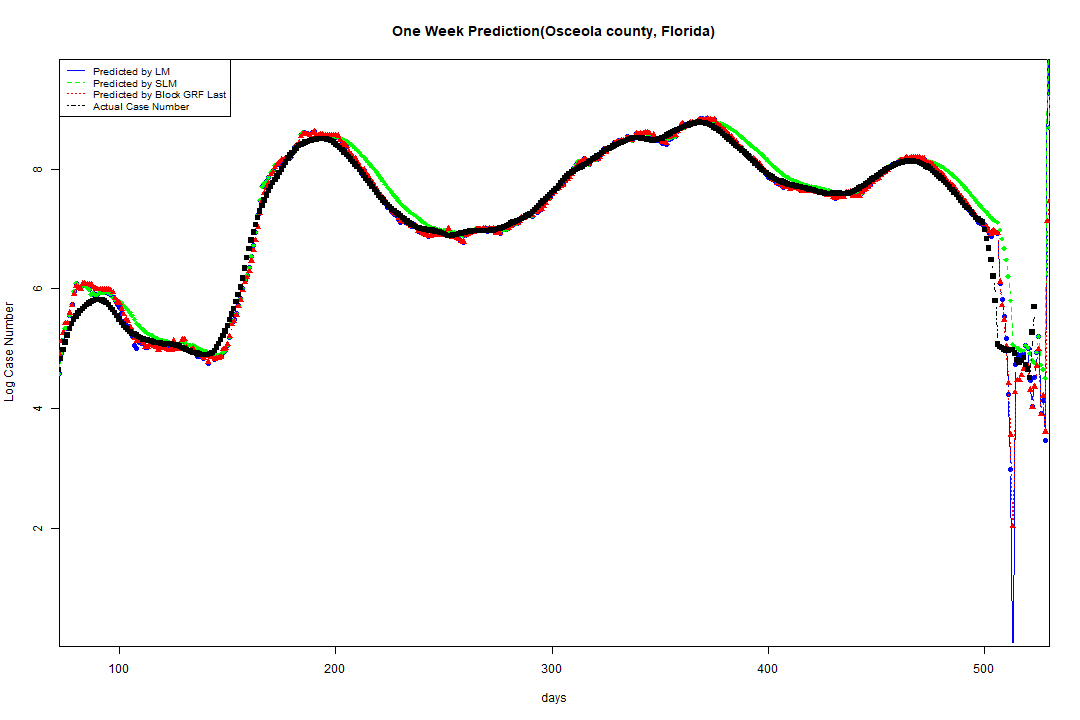 One Week Prediction(Osceola county, Florida)
Predicted by LM
Predicted by SLM
Predicted by Block GRF Last
Actual Case Number
Log Case Number
8
6
4
2
100 200 300 400 500
days